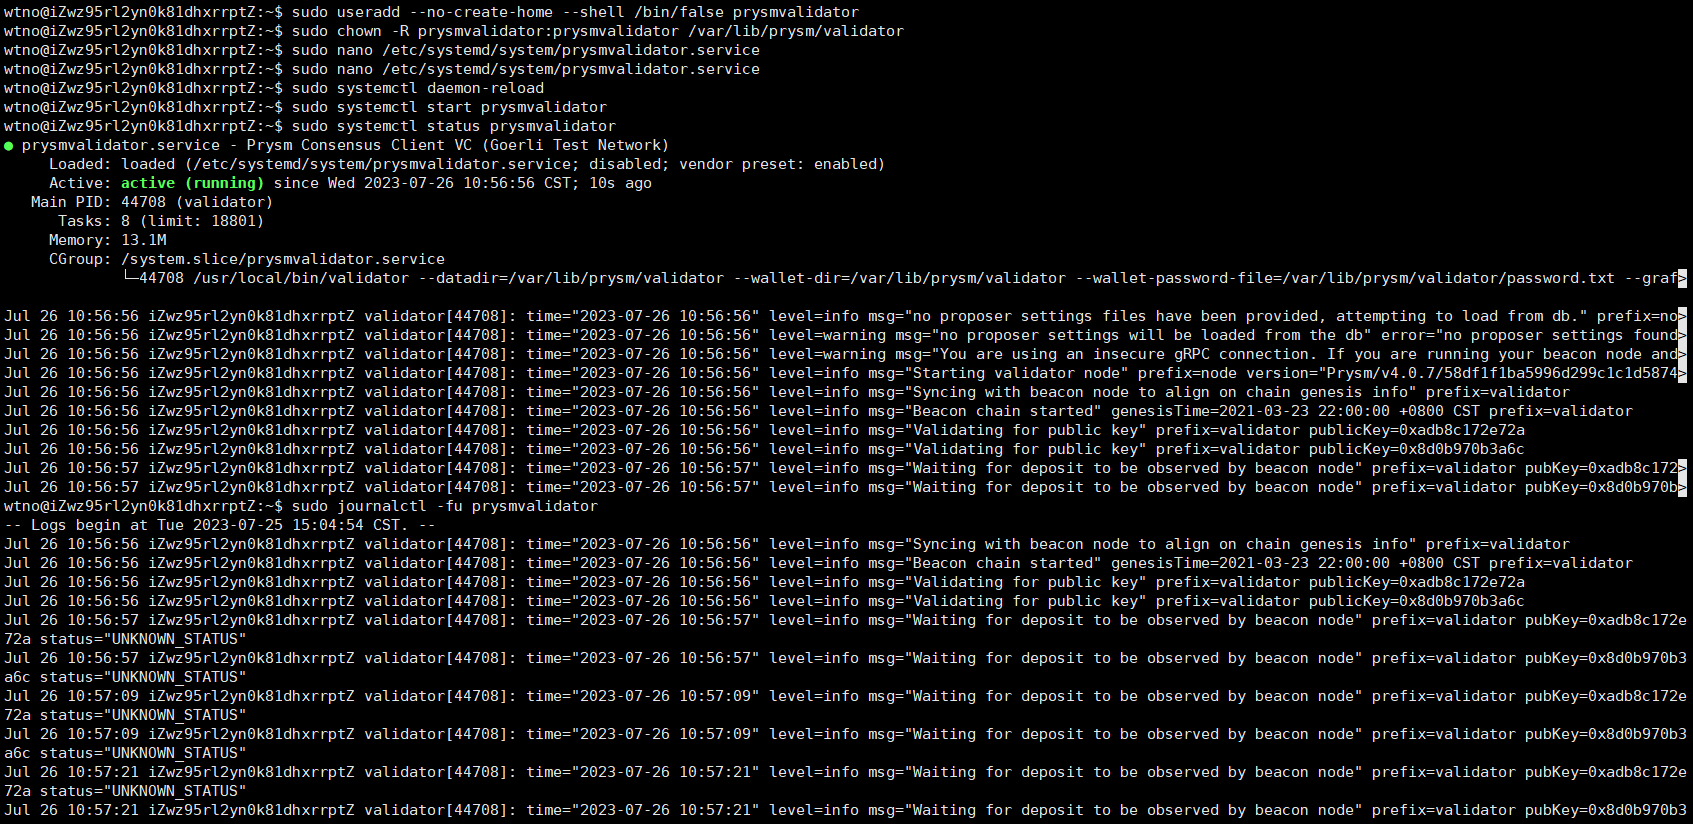 wtno@iZwz95rl2yn0k81dhxrrptZ:~$ sudo useradd --no-create-home --shell /bin/false prysmvalidator
wtno@iZwz95rl2yn0k81dhxrrptZ:~$ sudo chown -R prysmvalidator:prysmvalidator /var/lib/prysm/validator
wtno@iZwz95rl2yn0k81dhxrrptZ:~$ sudo nano /etc/systemd/system/prysmvalidator.service
wtno@iZwz95rl2yn0k81dhxrrptZ:~$ sudo nano /etc/systemd/system/prysmvalidator.service
wtno@iZwz95rl2yn0k81dhxrrptZ:~$ sudo systemctl daemon-reload
wtno@iZwz95rl2yn0k81dhxrrptZ:~$ sudo systemctl start prysmvalidator
wtno@iZwz95rl2yn0k81dhxrrptZ:~$ sudo systemctl status prysmvalidator
● prysmvalidator.service - Prysm Consensus Client VC (Goerli Test Network)
Loaded: loaded (/etc/systemd/system/prysmvalidator.service; disabled; vendor preset: enabled)
Active: active (running) since Wed 2023-07-26 10:56:56 CST; 10s ago
Main PID: 44708 (validator)
Tasks: 8 (limit: 18801)
Memory: 13.1M
CGroup: /system.slice/prysmvalidator.service
└─44708 /usr/local/bin/validator --datadir=/var/lib/prysm/validator --wallet-dir=/var/lib/prysm/validator --wallet-password-file=/var/lib/prysm/validator/password.txt --graf>
Jul 26 10:56:56 iZwz95rl2yn0k81dhxrrptZ validator[44708]: time="2023-07-26 10:56:56" level=info msg="no proposer settings files have been provided, attempting to load from db." prefix=no>
Jul 26 10:56:56 iZwz95rl2yn0k81dhxrrptZ validator[44708]: time="2023-07-26 10:56:56" level=warning msg="no proposer settings will be loaded from the db" error="no proposer settings found>
Jul 26 10:56:56 iZwz95rl2yn0k81dhxrrptZ validator[44708]: time="2023-07-26 10:56:56" level=warning msg="You are using an insecure gRPC connection. If you are running your beacon node and>
Jul 26 10:56:56 iZwz95rl2yn0k81dhxrrptZ validator[44708]: time="2023-07-26 10:56:56" level=info msg="Starting validator node" prefix=node version="Prysm/v4.0.7/58df1f1ba5996d299c1c1d5874>
Jul 26 10:56:56 iZwz95rl2yn0k81dhxrrptZ validator[44708]: time="2023-07-26 10:56:56" level=info msg="Syncing with beacon node to align on chain genesis info" prefix=validator
Jul 26 10:56:56 iZwz95rl2yn0k81dhxrrptZ validator[44708]: time="2023-07-26 10:56:56" level=info msg="Beacon chain started" genesisTime=2021-03-23 22:00:00 +0800 CST prefix=validator
Jul 26 10:56:56 iZwz95rl2yn0k81dhxrrptZ validator[44708]: time="2023-07-26 10:56:56" level=info msg="Validating for public key" prefix=validator publicKey=0xadb8c172e72a
Jul 26 10:56:56 iZwz95rl2yn0k81dhxrrptZ validator[44708]: time="2023-07-26 10:56:56" level=info msg="Validating for public key" prefix=validator publicKey=0x8d0b970b3a6c
Jul 26 10:56:57 iZwz95rl2yn0k81dhxrrptZ validator[44708]: time="2023-07-26 10:56:57" level=info msg="Waiting for deposit to be observed by beacon node" prefix=validator pubKey=0xadb8c172>
Jul 26 10:56:57 iZwz95rl2yn0k81dhxrrptZ validator[44708]: time="2023-07-26 10:56:57" level=info msg="Waiting for deposit to be observed by beacon node" prefix=validator pubKey=0x8d0b970b>
wtno@iZwz95rl2yn0k81dhxrrptZ:~$ sudo journalctl -fu prysmvalidator
-- Logs begin at Tue 2023-07-25 15:04:54 CST. --
Jul 26 10:56:56 iZwz95rl2yn0k81dhxrrptZ validator[44708]: time="2023-07-26 10:56:56" level=info msg="Syncing with beacon node to align on chain genesis info" prefix=validator
Jul 26 10:56:56 iZwz95rl2yn0k81dhxrrptZ validator[44708]: time="2023-07-26 10:56:56" level=info msg="Beacon chain started" genesisTime=2021-03-23 22:00:00 +0800 CST prefix=validator
Jul 26 10:56:56 iZwz95rl2yn0k81dhxrrptZ validator[44708]: time="2023-07-26 10:56:56" level=info msg="Validating for public key" prefix=validator publicKey=0xadb8c172e72a
Jul 26 10:56:56 iZwz95rl2yn0k81dhxrrptZ validator[44708]: time="2023-07-26 10:56:56" level=info msg="Validating for public key" prefix=validator publicKey=0x8d0b970b3a6c
Jul 26 10:56:57 iZwz95rl2yn0k81dhxrrptZ validator[44708]: time="2023-07-26 10:56:57" level=info msg="Waiting for deposit to be observed by beacon node" prefix=validator pubKey=0xadb8c172e
72a status="UNKNOWN_STATUS"
Jul 26 10:56:57 iZwz95rl2yn0k81dhxrrptZ validator[44708]: time="2023-07-26 10:56:57" level=info msg="Waiting for deposit to be observed by beacon node" prefix=validator pubKey=0x8d0b970b3
a6c status="UNKNOWN_STATUS"
Jul 26 10:57:09 iZwz95rl2yn0k81dhxrrptZ validator[44708]: time="2023-07-26 10:57:09" level=info msg="Waiting for deposit to be observed by beacon node" prefix=validator pubKey=0xadb8c172e
72a status="UNKNOWN_STATUS"
Jul 26 10:57:09 iZwz95rl2yn0k81dhxrrptZ validator[44708]: time="2023-07-26 10:57:09" level=info msg="Waiting for deposit to be observed by beacon node" prefix=validator pubKey=0x8d0b970b3
a6c status="UNKNOWN_STATUS"
Jul 26 10:57:21 iZwz95rl2yn0k81dhxrrptZ validator[44708]: time="2023-07-26 10:57:21" level=info msg="Waiting for deposit to be observed by beacon node" prefix=validator pubKey=0xadb8c172e
72a status="UNKNOWN_STATUS"
Jul 26 10:57:21 iZwz95rl2yn0k81dhxrrptZ validator[44708]: time="2023-07-26 10:57:21" level=info msg="Waiting for deposit to be observed by beacon node" prefix=validator pubKey=0x8d0b970b3